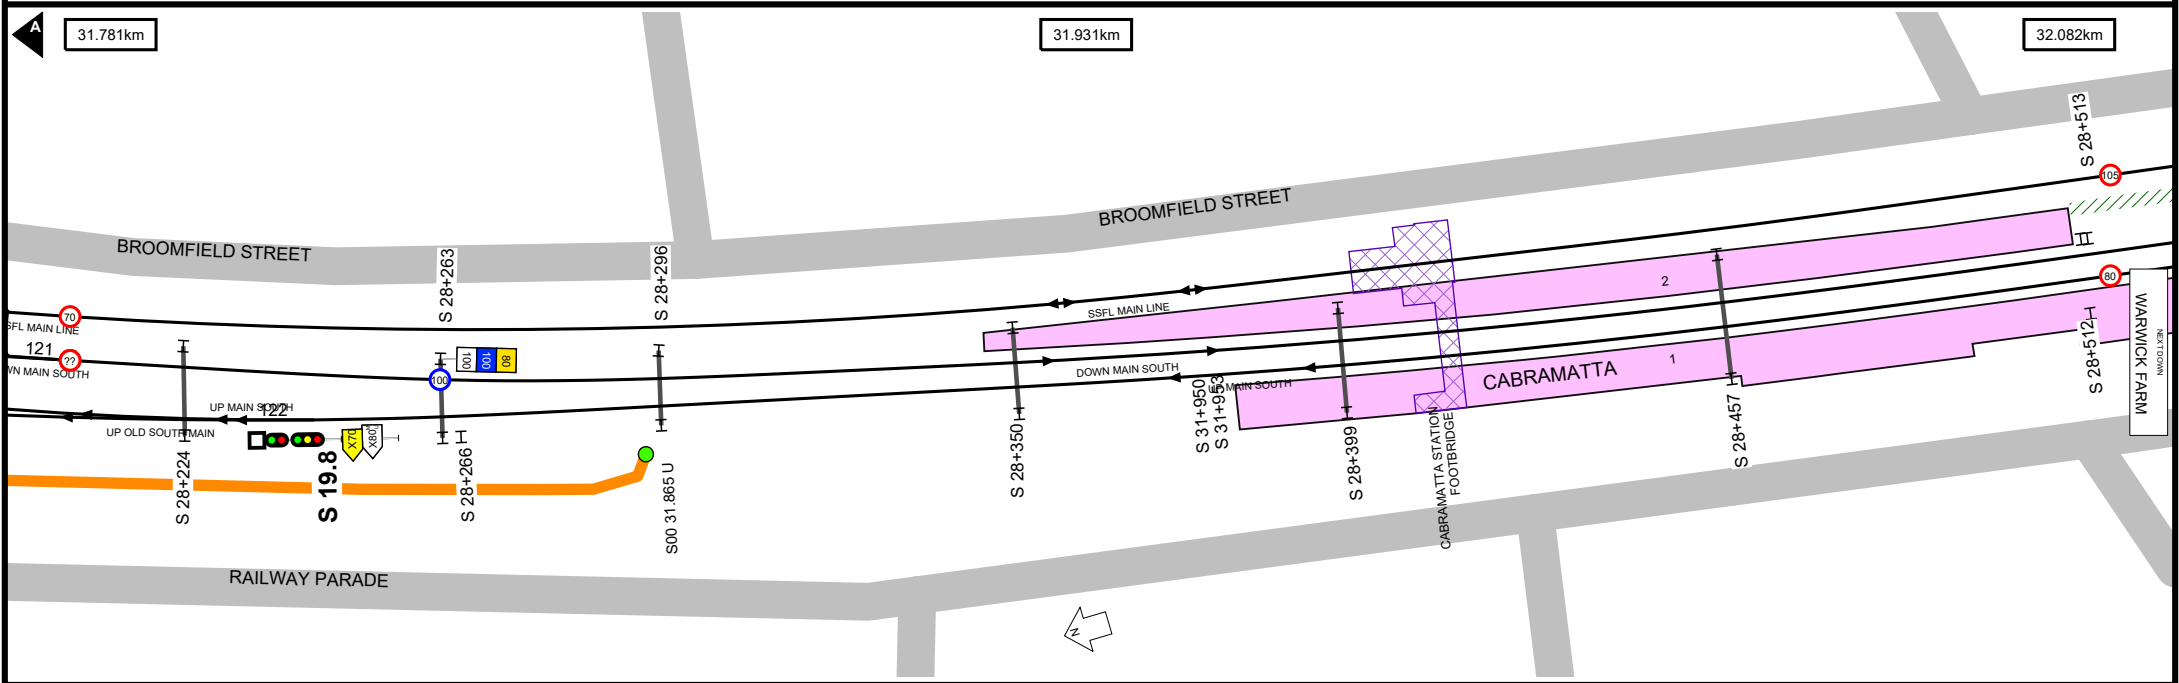 A
31.781km
31.931km
32.082km
S 28+513
105
BROOMFIELD STREET
BROOMFIELD STREET
S 28+263
S 28+296
2
80
70
SFL MAIN LINE
SSFL MAIN LINE
121
??
WN MAIN SOUTH
100
100
100
80
DOWN MAIN SOUTH
1
CABRAMATTA
WARWICK FARM
NEXT DOWN
S 28+512
UP MAIN SOUTH
122
UP OLD SOUTH MAIN
UP MAIN SOUTH
X70
X80
S 19.8
S 28+224
S 28+266
S00 31.865 U
S 28+350
S 31+950
S 31+953
S 28+399
CABRAMATTA STATION
FOOTBRIDGE
S 28+457
RAILWAY PARADE
N